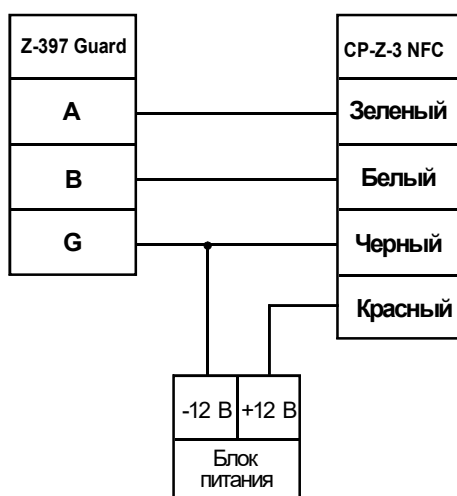 Z-397 Guard
CP-Z-3 NFC
A
Зеленый
B
Белый
G
Черный
Красный
-12 В
+12 В
Блок
питания